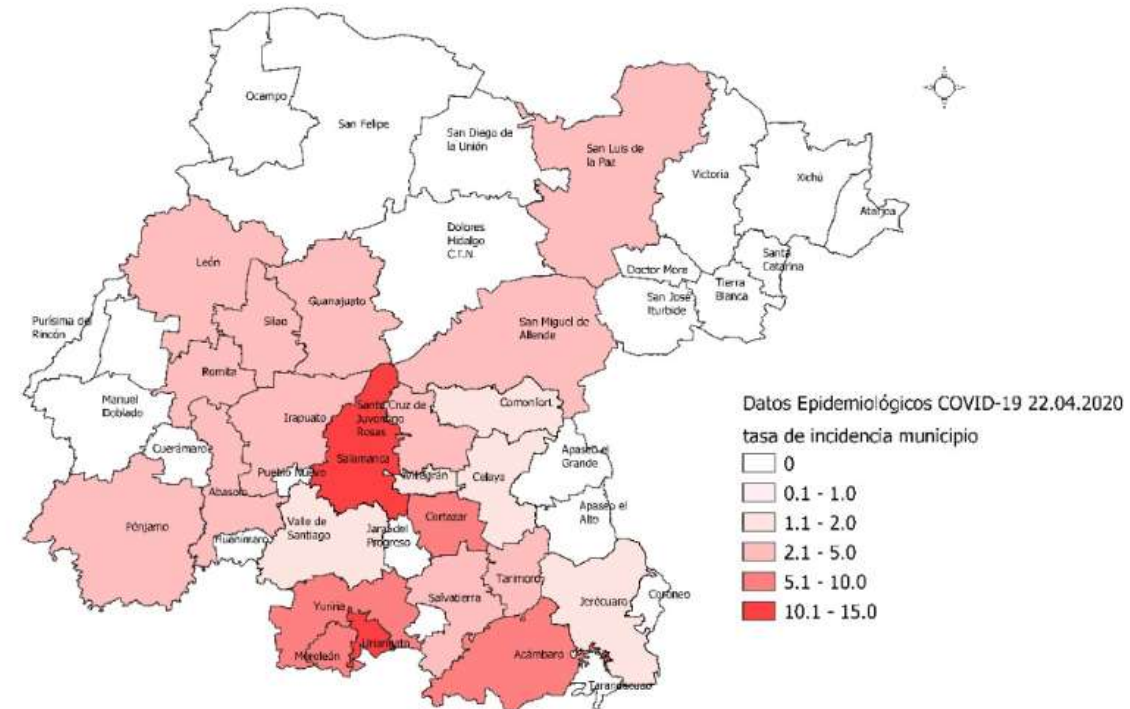 Ocampo
San Felipe
San Diego de
la Unión
San Luis de
la Paz
Victoria
Xichú
Atarjea
Dolores
Hidalgo
C.I.N.
Santa
Catarina
León
Doctor Mora
Tierra
Blanca
Guanajuato
San José
Iturbide
Purísima del
Rincón
Silao
San Miguel de
Allende
Romita
Manuel
Doblado
Irapuato
Santa Cruz de
Juventino
Rosas
Comonfort
Datos Epidemiológicos COVID-19 22.04.2020
tasa de incidencia municipio
0
0.1 - 1.0
1.1 - 2.0
2.1 - 5.0
5.1 - 10.0
10.1 - 15.0
Cuerámaro
Salamanca
Apaseo el
Grande
Pueblo Nuevo
Villagrán
Celaya
Abasolo
Pénjamo
Valle de
Santiago
Cortazar
Apaseo el
Alto
Jaral del
Progreso
Huanímaro
Tarimoro
Yuriria
Salvatierra
Jerécuaro
Coroneo
Uriangato
Moroleón
Acámbaro
Tarandacuao